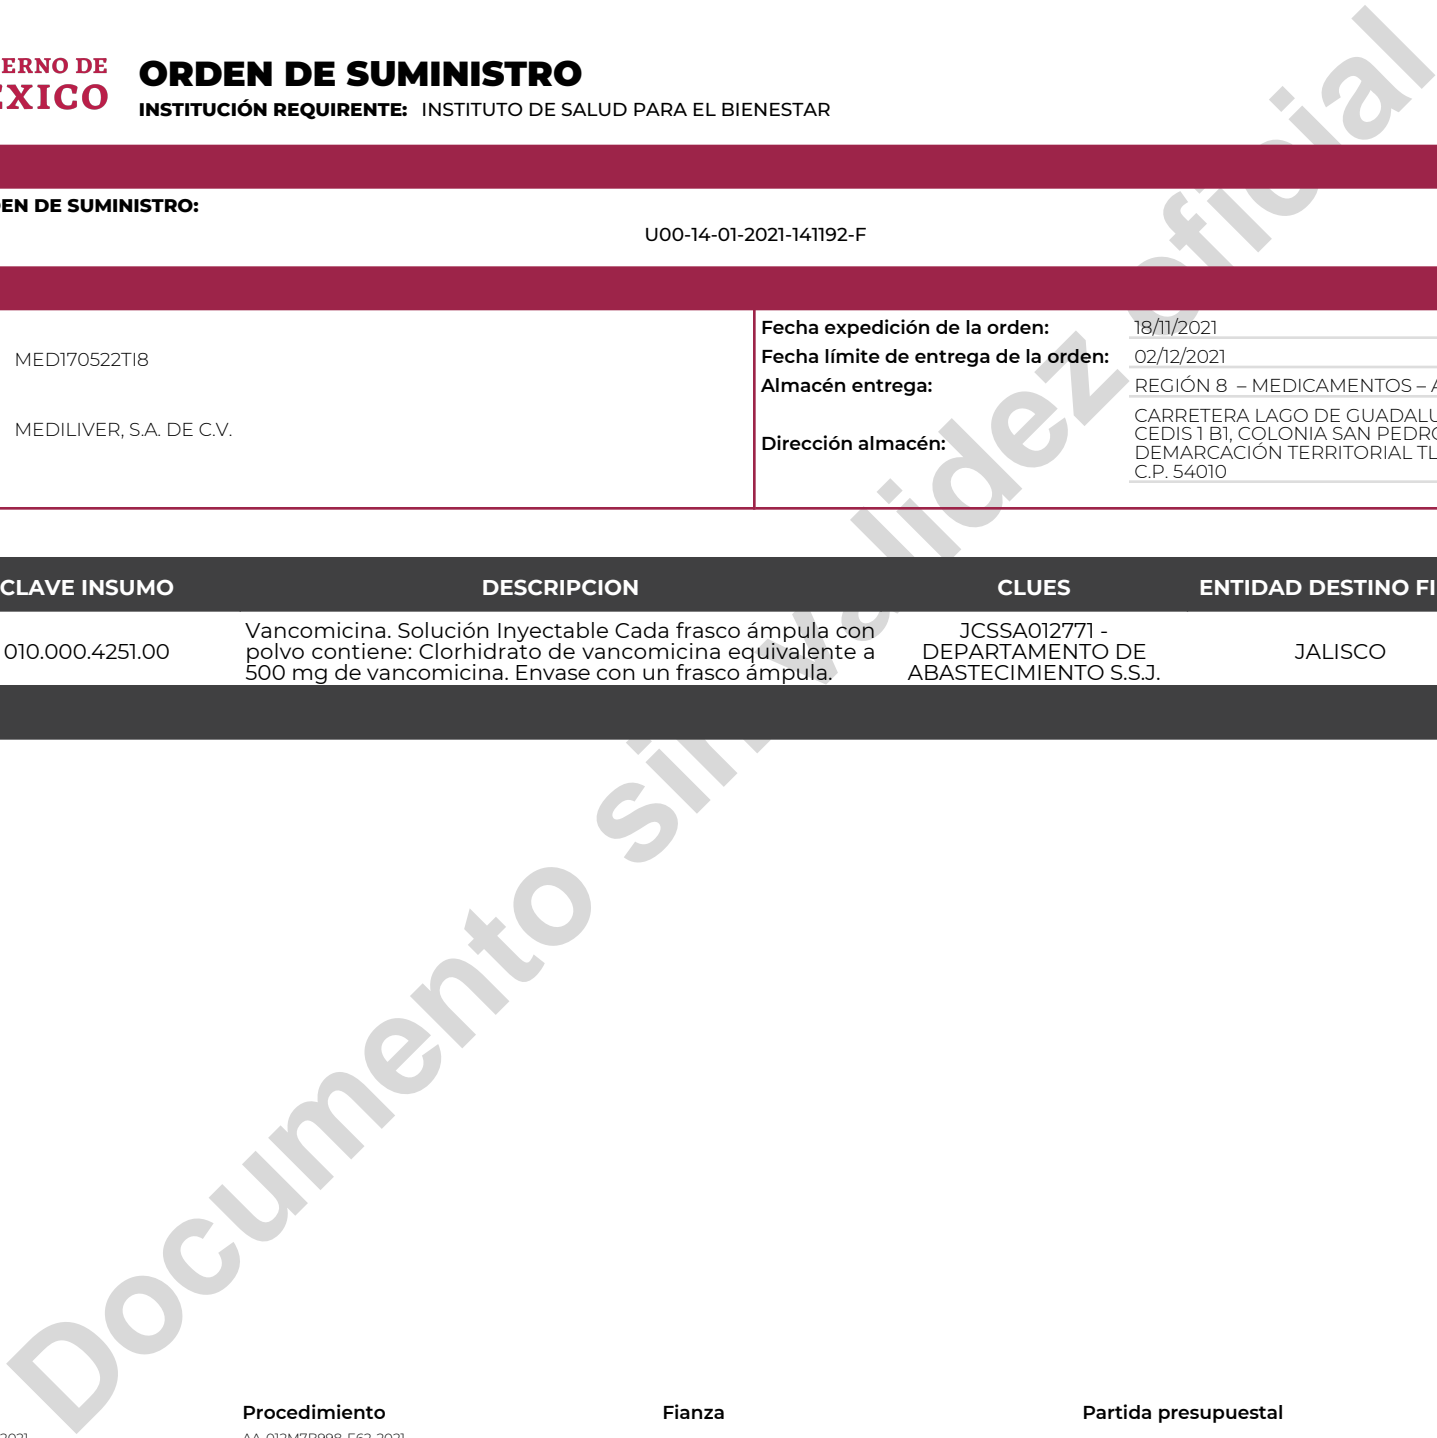 ERNO DE
EXICO
ORDEN DE SUMINISTRO
INSTITUCIÓN REQUIRENTE: INSTITUTO DE SALUD PARA EL BIENESTAR
EN DE SUMINISTRO:
U00-14-01-2021-141192-F
MED170522TI8
MEDILIVER, S.A. DE C.V.
Fecha expedición de la orden: 18/11/2021
Fecha límite de entrega de la orden: 02/12/2021
Almacén entrega: REGIÓN 8 – MEDICAMENTOS – A
Dirección almacén:
CARRETERA LAGO DE GUADALU
CEDIS 1 B1, COLONIA SAN PEDRO
DEMARCACIÓN TERRITORIAL TL
C.P. 54010
CLAVE INSUMO DESCRIPCION CLUES ENTIDAD DESTINO FI
010.000.4251.00
Vancomicina. Solución Inyectable Cada frasco ámpula con
polvo contiene: Clorhidrato de vancomicina equivalente a
500 mg de vancomicina. Envase con un frasco ámpula.
JCSSA012771 -
DEPARTAMENTO DE
ABASTECIMIENTO S.S.J.
JALISCO
Documento sin validez oficial
Procedimiento Fianza Partida presupuestal